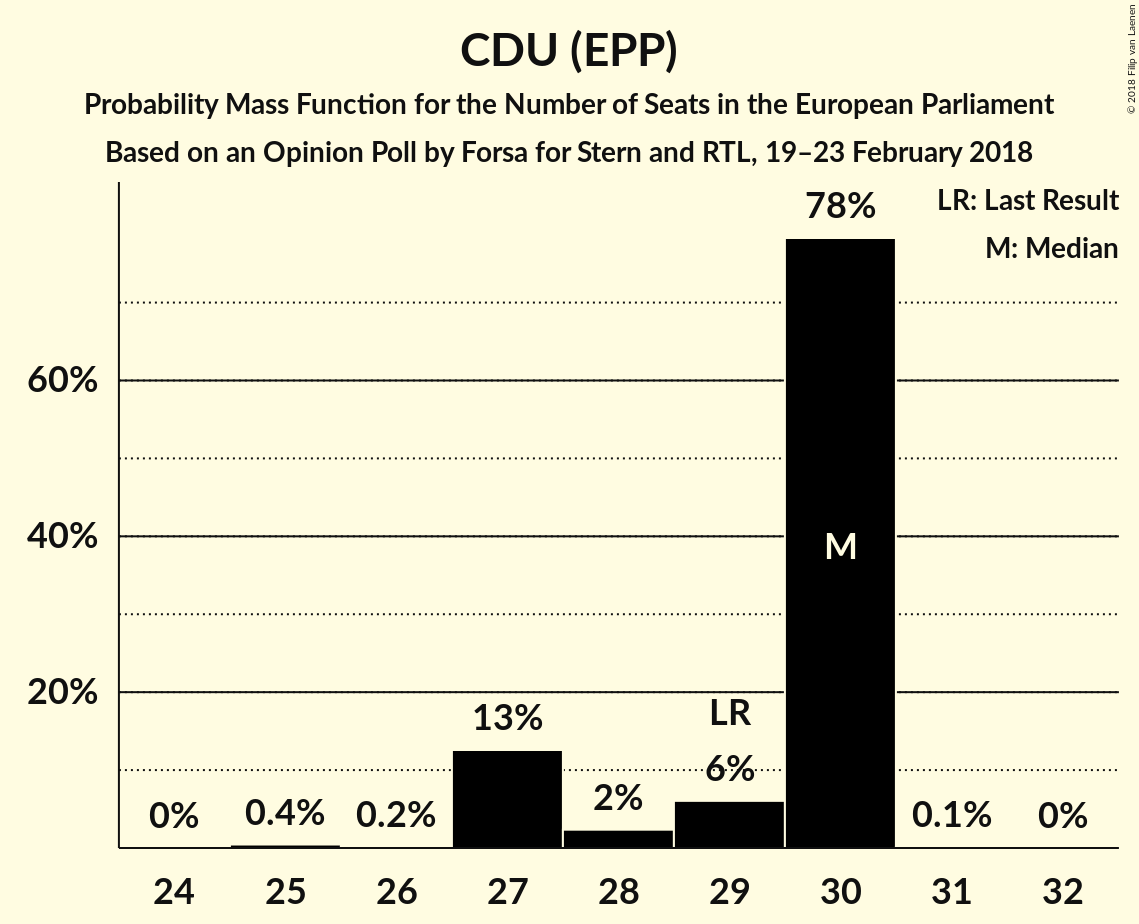 CDU (EPP)
Probability Mass Function for the Number of Seats in the European Parliament
Based on an Opinion Poll by Forsa for Stern and RTL, 19–23 February 2018
© 2018 Filip van Laenen
LR: Last Result
M: Median
78%
60%
40%
20%
M
LR
0%
0.4%
0.2%
13%
2%
6%
0.1%
0%
24 25 26 27 28 29 30 31 32